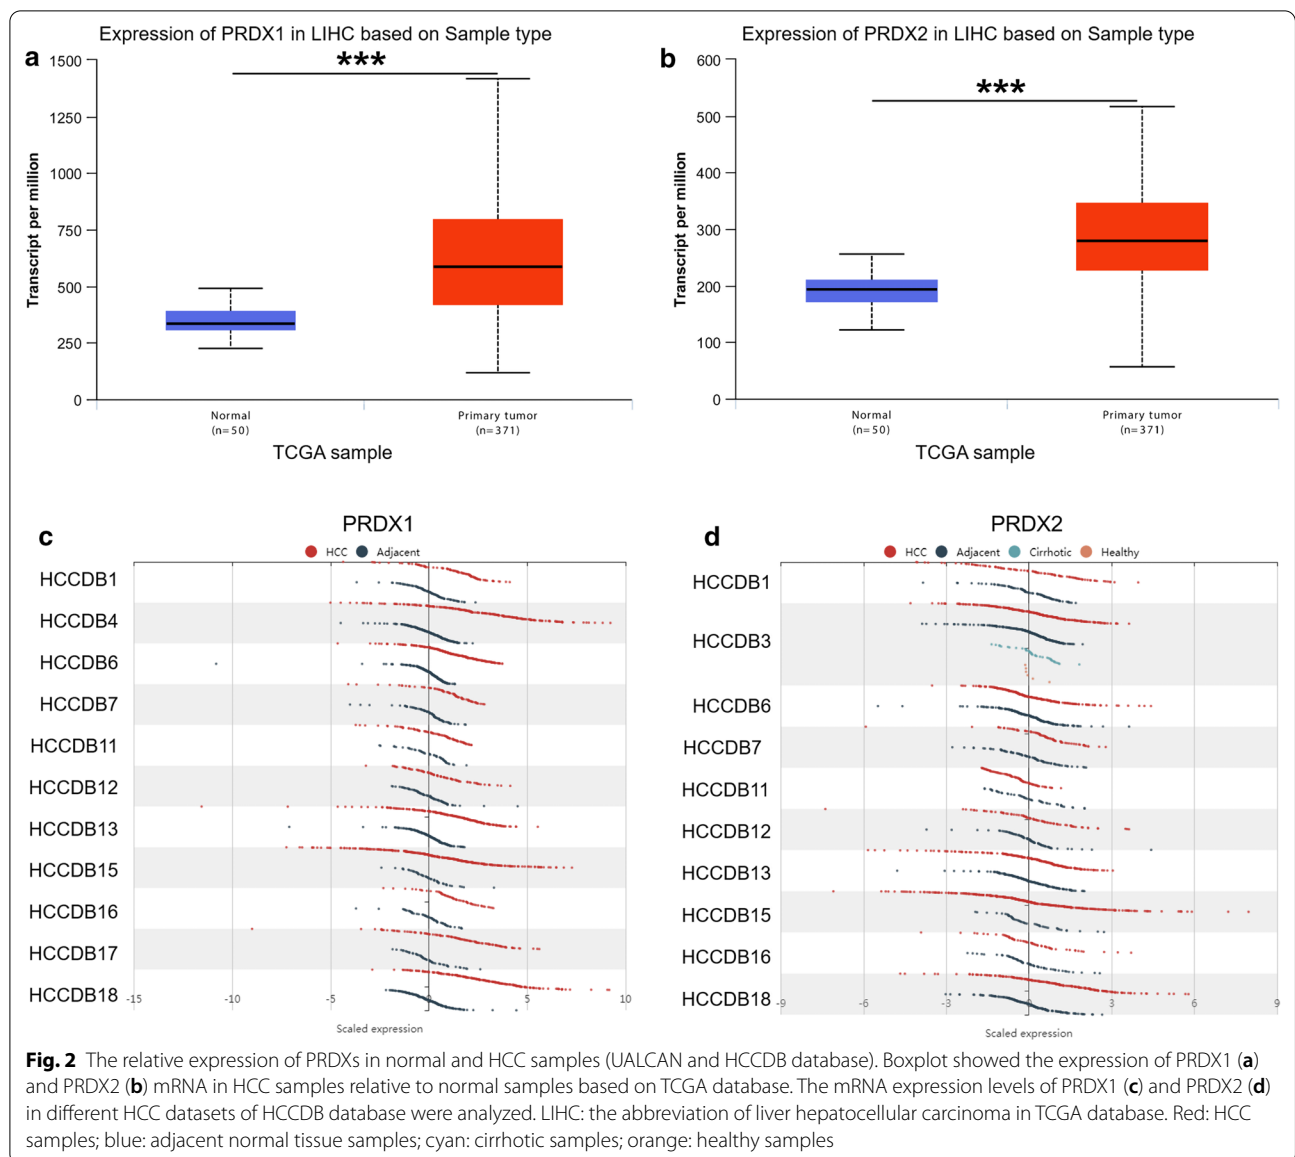 a
Expression of PRDX1 in LIHC based on Sample type
***
1500
1250
1000
750
500
250
0
Transcript per million
Normal
(n=50)
Primary tumor
(n=371)
TCGA sample
b
Expression of PRDX2 in LIHC based on Sample type
***
600
500
400
300
200
100
0
Transcript per million
Normal
(n=50)
Primary tumor
(n=371)
TCGA sample
c
PRDX1
HCC Adjacent
HCCDB1
HCCDB4
HCCDB6
HCCDB7
HCCDB11
HCCDB12
HCCDB13
HCCDB15
HCCDB16
HCCDB17
HCCDB18
-15 -10 -5 0 5 10
Scaled expression
d
PRDX2
HCC Adjacent Cirrhotic Healthy
HCCDB1
HCCDB3
HCCDB6
HCCDB7
HCCDB11
HCCDB12
HCCDB13
HCCDB15
HCCDB16
HCCDB18
-9 -6 -3 0 3 6 9
Scaled expression
Fig. 2 The relative expression of PRDXs in normal and HCC samples (UALCAN and HCCDB database). Boxplot showed the expression of PRDX1 (a)
and PRDX2 (b) mRNA in HCC samples relative to normal samples based on TCGA database. The mRNA expression levels of PRDX1 (c) and PRDX2 (d)
in different HCC datasets of HCCDB database were analyzed. LIHC: the abbreviation of liver hepatocellular carcinoma in TCGA database. Red: HCC
samples; blue: adjacent normal tissue samples; cyan: cirrhotic samples; orange: healthy samples